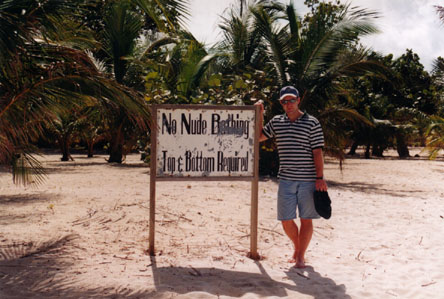 No Nude Bathing
Top & Bottom Required